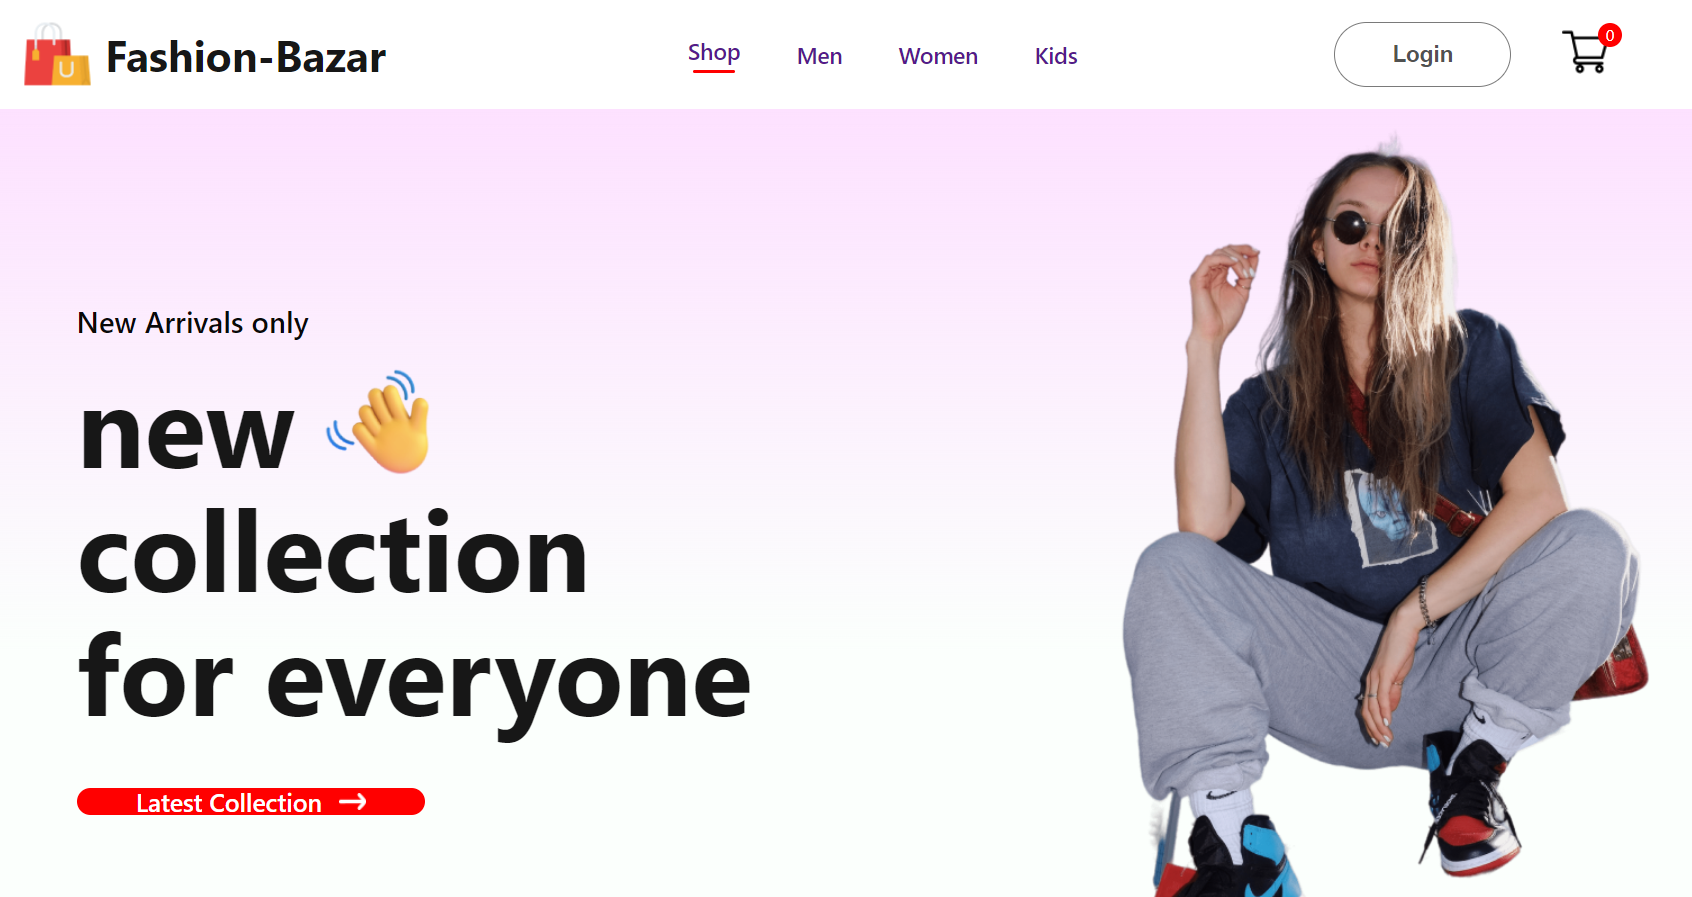 Fashion-Bazar
Shop
Men
Women
Kids
Login
0
New Arrivals only
new
collection
for everyone
Latest Collection